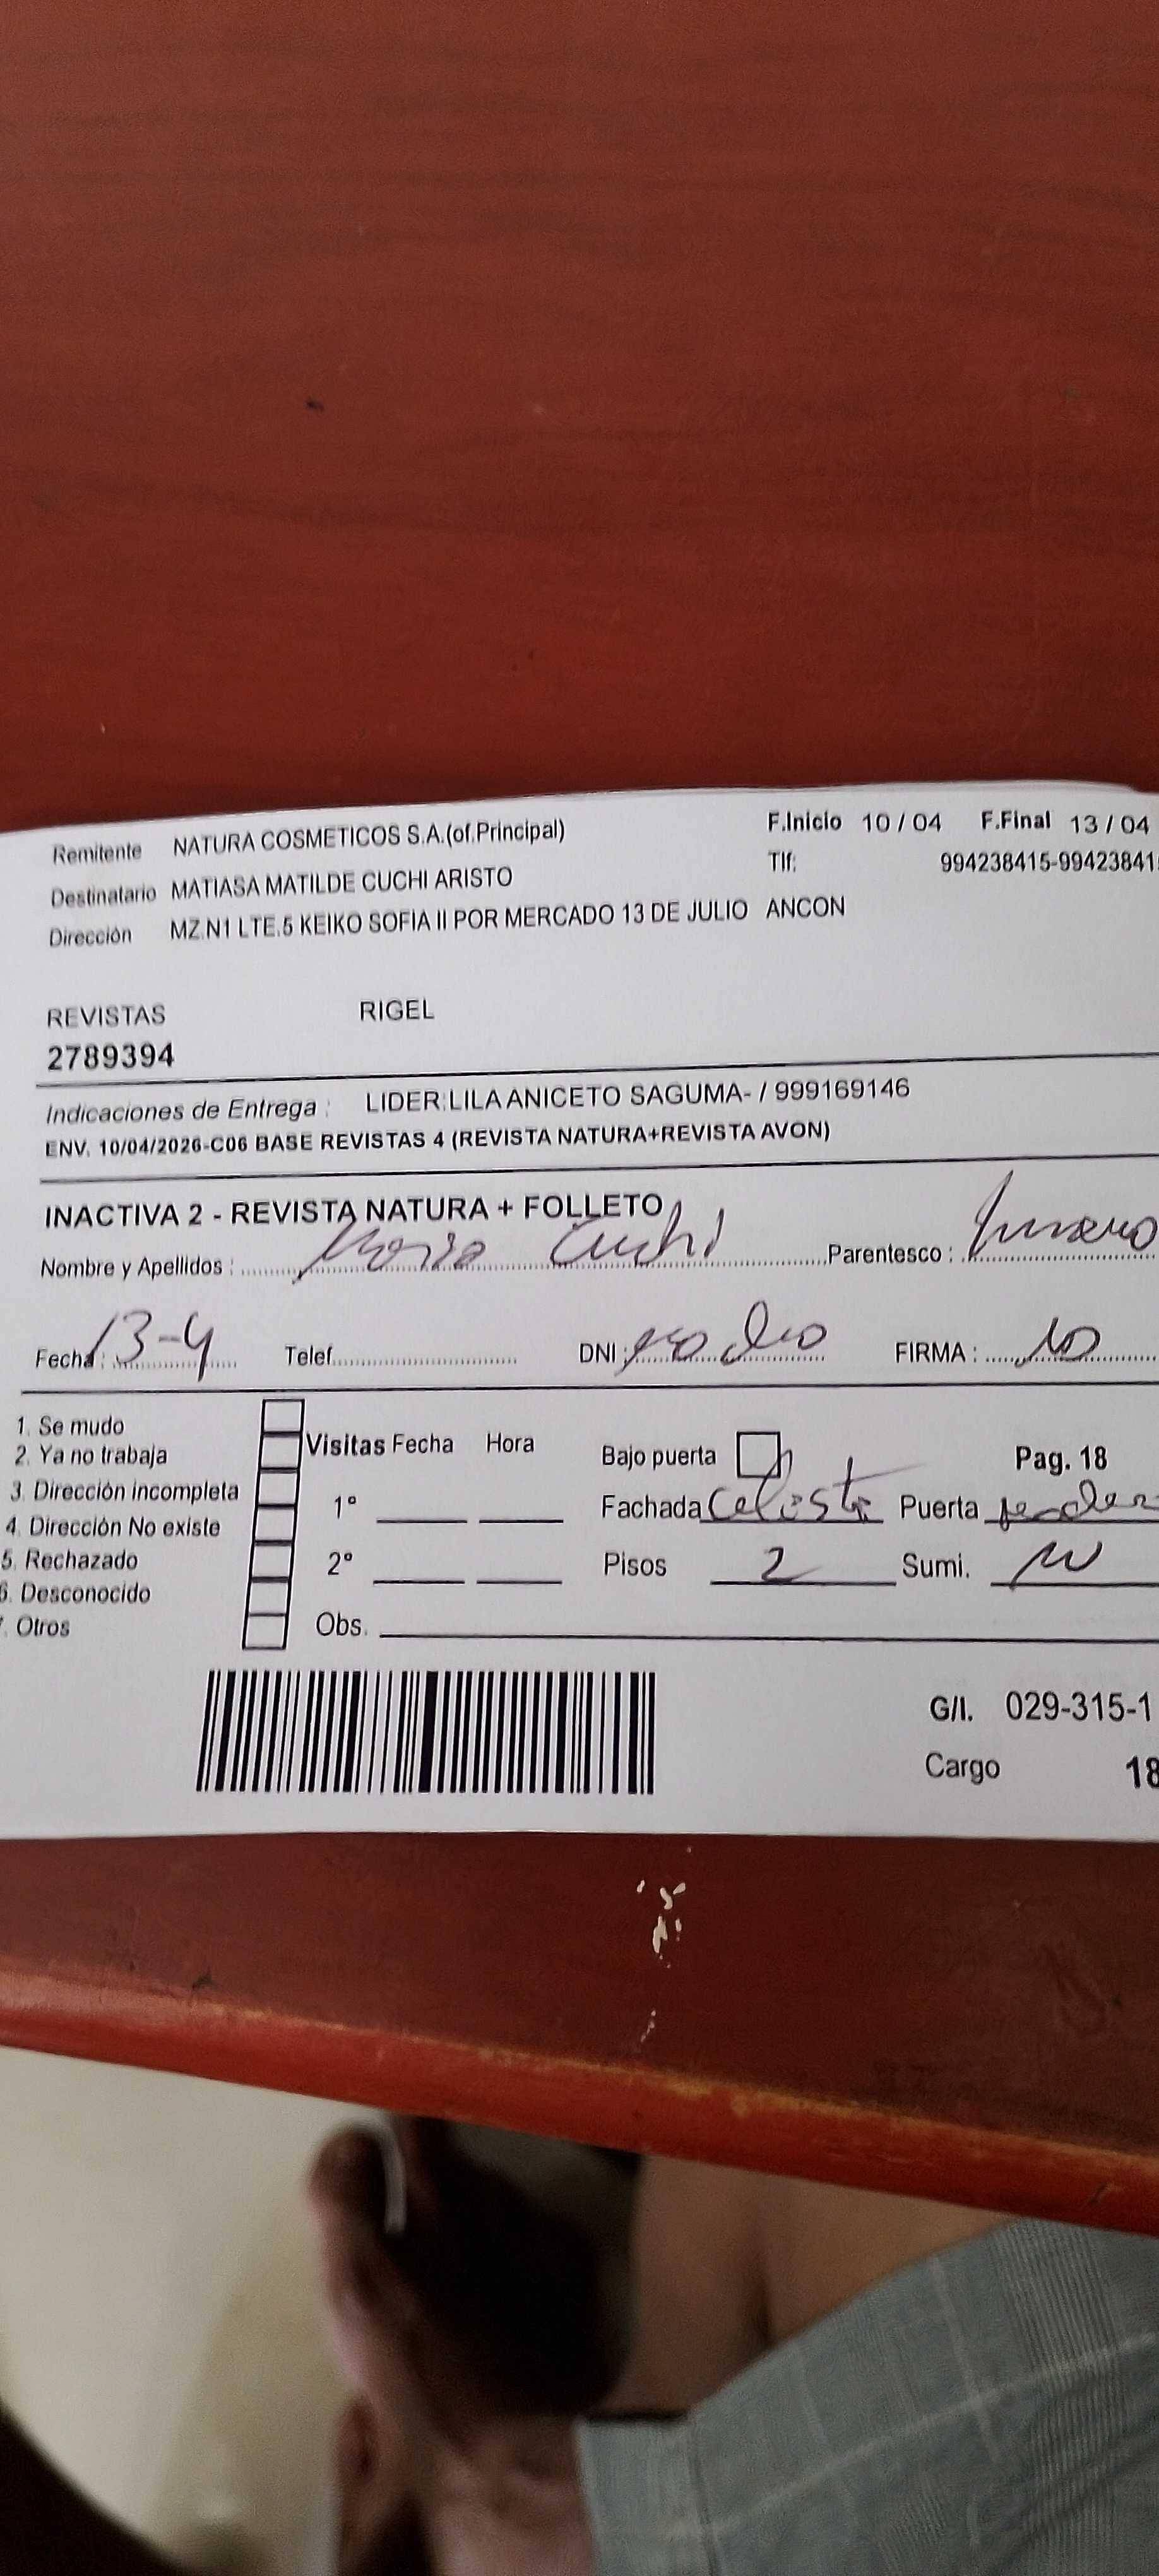 Remitente NATURA COSMETICOS S.A.(of.Principal) F.Inicio 10 / 04 F.Final 13 / 04
Destinatario MATIASA MATILDE CUCHI ARISTO Tlf: 994238415-99423841
Dirección MZ.N1 LTE.5 KEIKO SOFIA II POR MERCADO 13 DE JULIO ANCON
REVISTAS RIGEL
2789394
Indicaciones de Entrega : LIDER:LILA ANICETO SAGUMA- / 999169146
ENV. 10/04/2026-C06 BASE REVISTAS 4 (REVISTA NATURA+REVISTA AVON)
INACTIVA 2 - REVISTA NATURA + FOLLETO
Nombre y Apellidos : Cuchi Parentesco :
Fecha : 13-4 Telef. DNI : no dio FIRMA :
1. Se mudo
2. Ya no trabaja Visitas Fecha Hora Bajo puerta Pag. 18
3. Dirección incompleta 1° Fachada Celeste Puerta
4. Dirección No existe
5. Rechazado 2° Pisos 2 Sumi.
6. Desconocido
. Otros Obs.
G/I. 029-315-1
Cargo 18